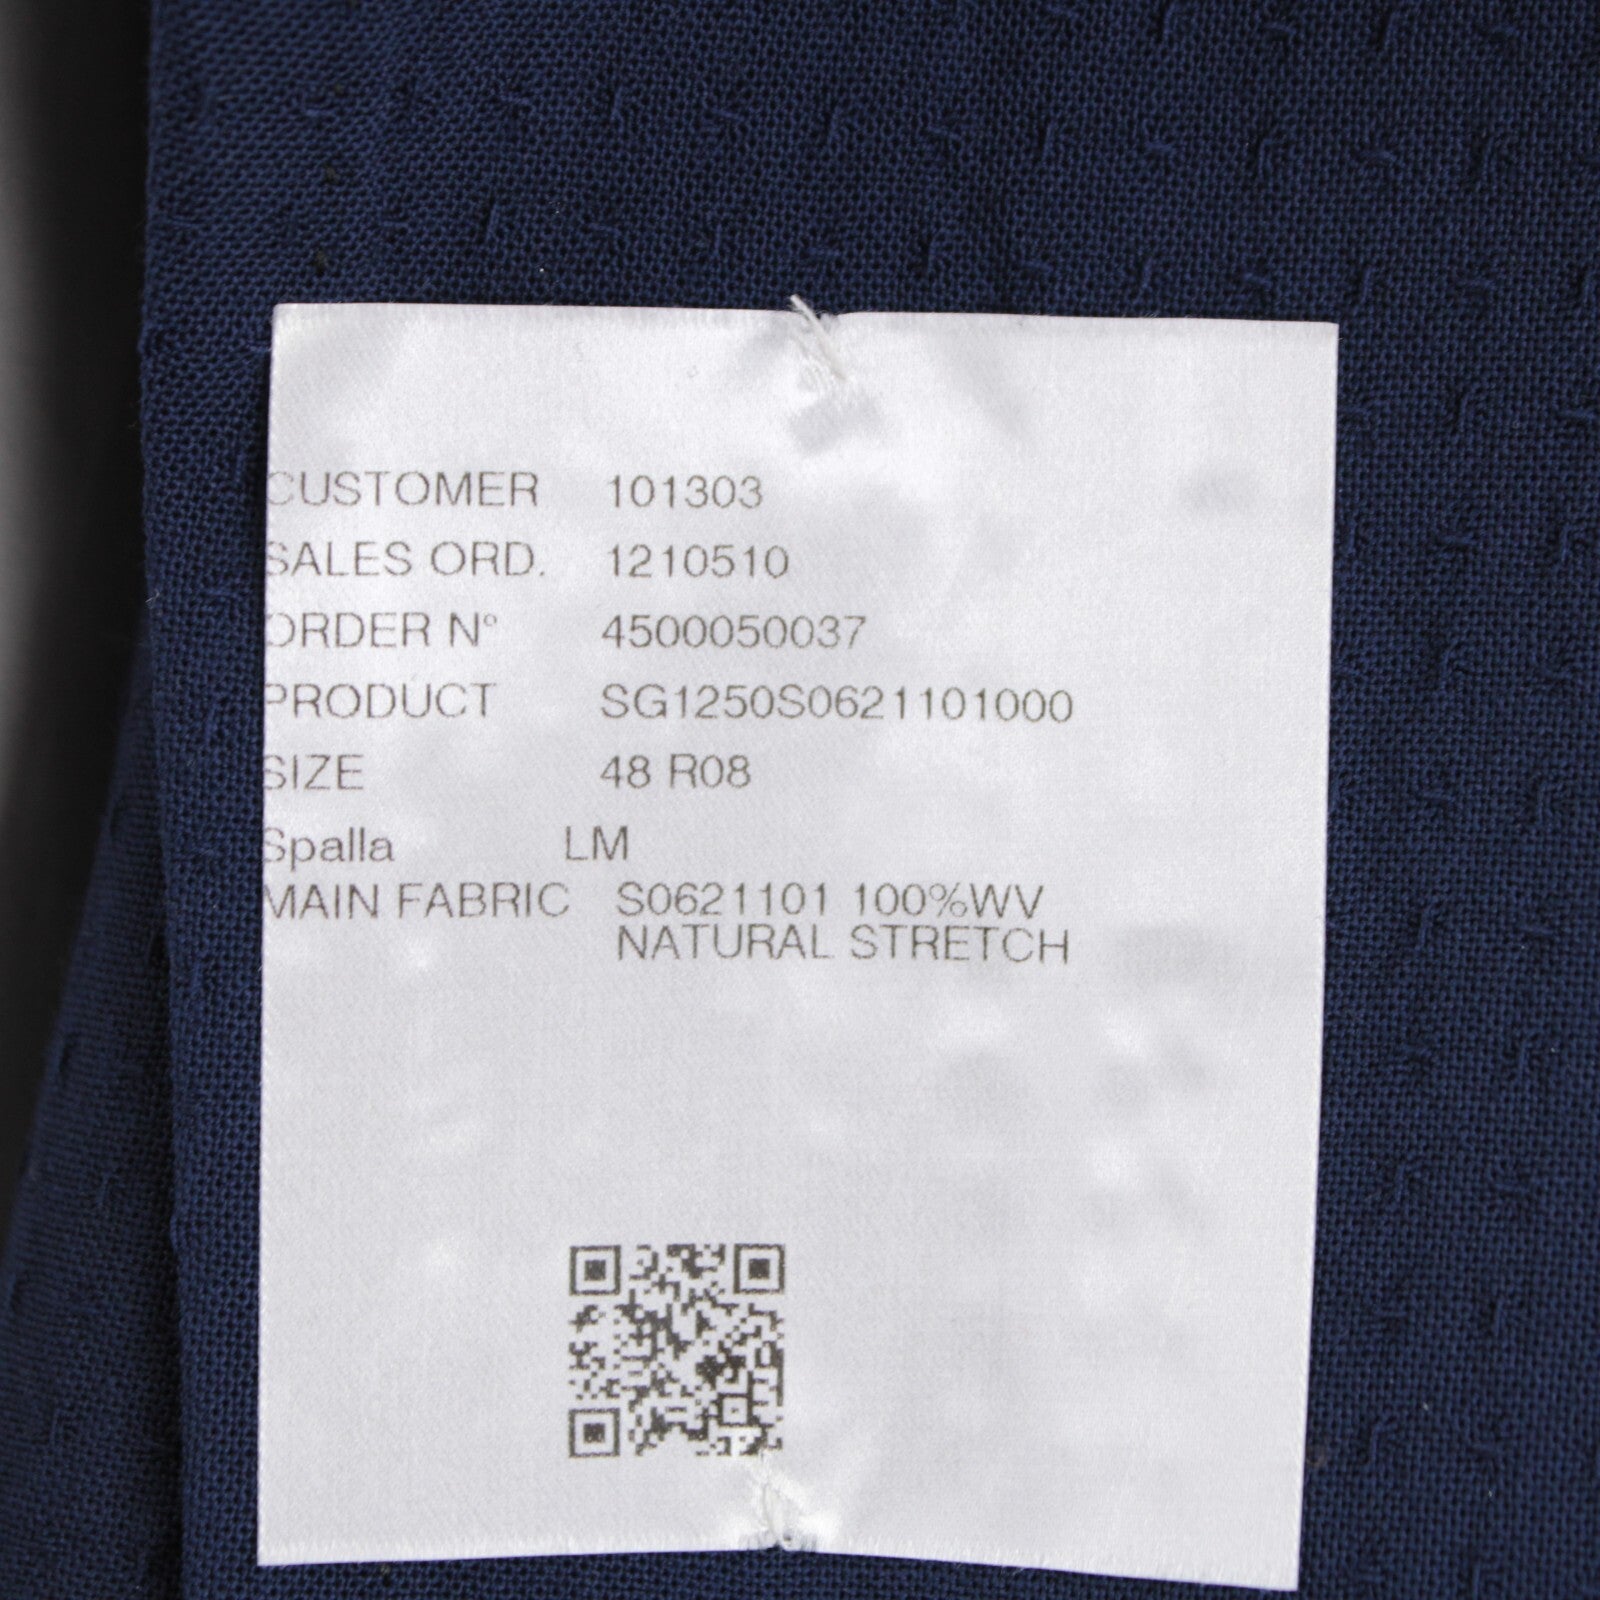 CUSTOMER 101303
SALES ORD. 1210510
ORDER N° 4500050037
PRODUCT SG1250S0621101000
SIZE 48 R08
Spalla LM
MAIN FABRIC S0621101 100%WV
NATURAL STRETCH